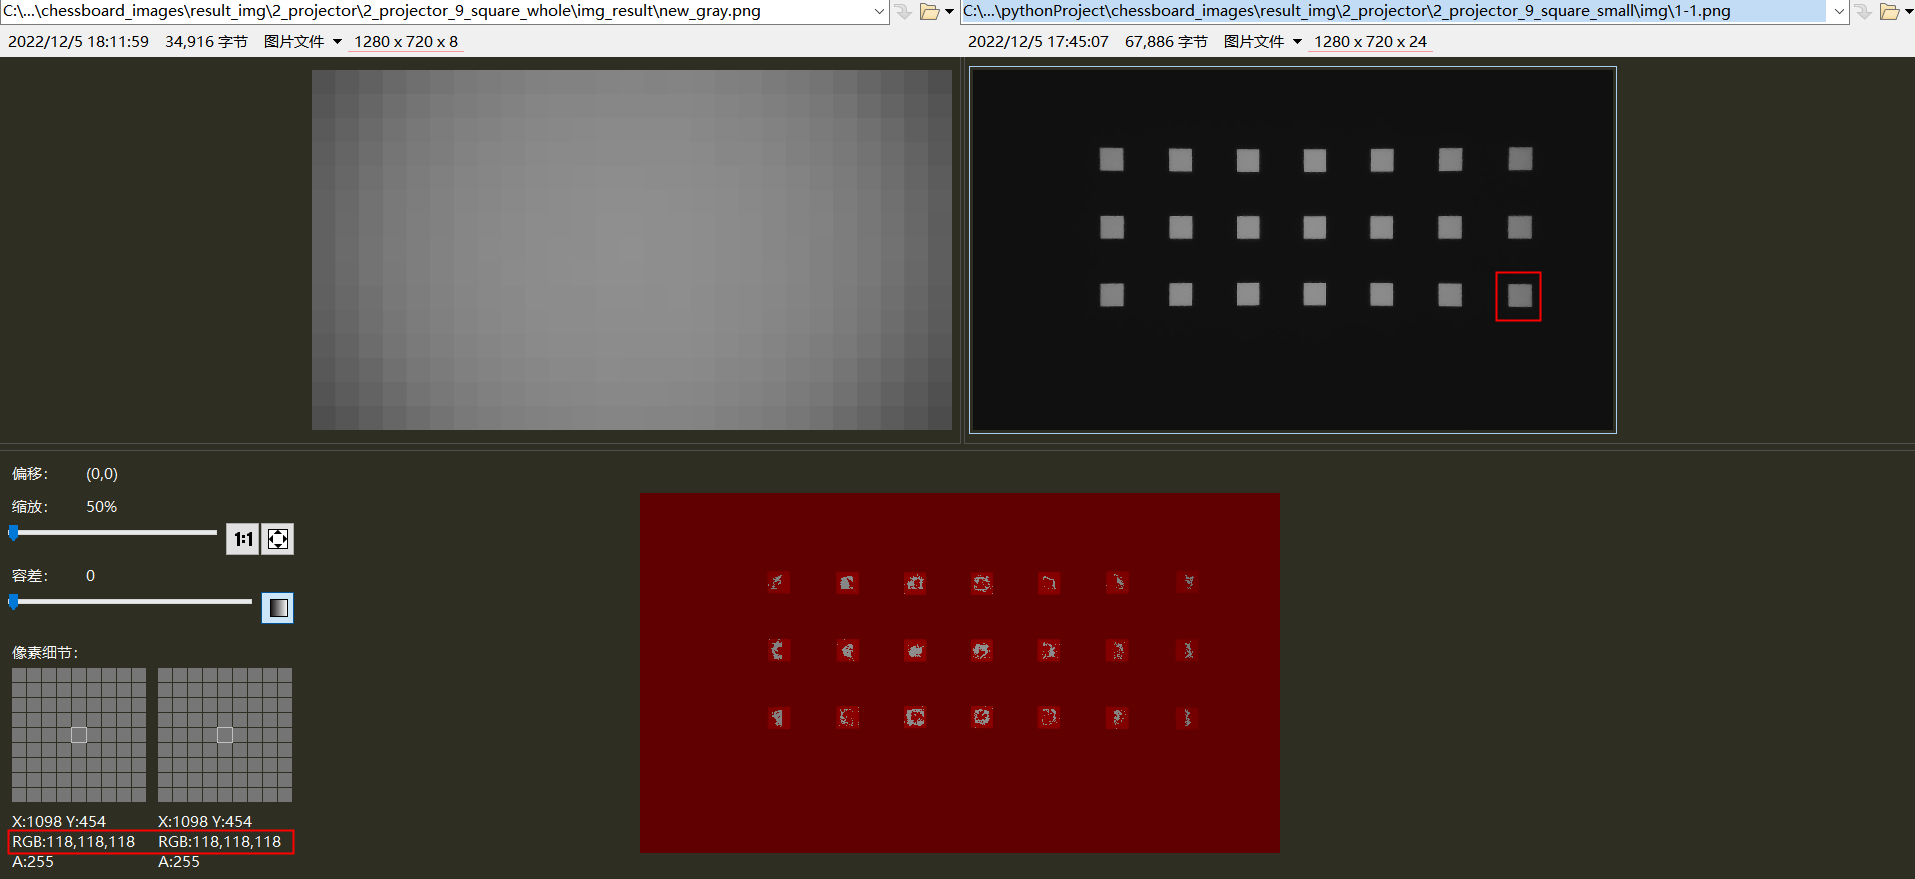 C:\...\chessboard_images\result_img\2_projector\2_projector_9_square_whole\img_result\new_gray.png
C:\...\pythonProject\chessboard_images\result_img\2_projector\2_projector_9_square_small\img\1-1.png
2022/12/5 18:11:59 34,916 字节 图片文件 1280 x 720 x 8
2022/12/5 17:45:07 67,886 字节 图片文件 1280 x 720 x 24
偏移: (0,0)
缩放: 50%
1:1
容差: 0
像素细节:
X:1098 Y:454 X:1098 Y:454
RGB:118,118,118 RGB:118,118,118
A:255 A:255